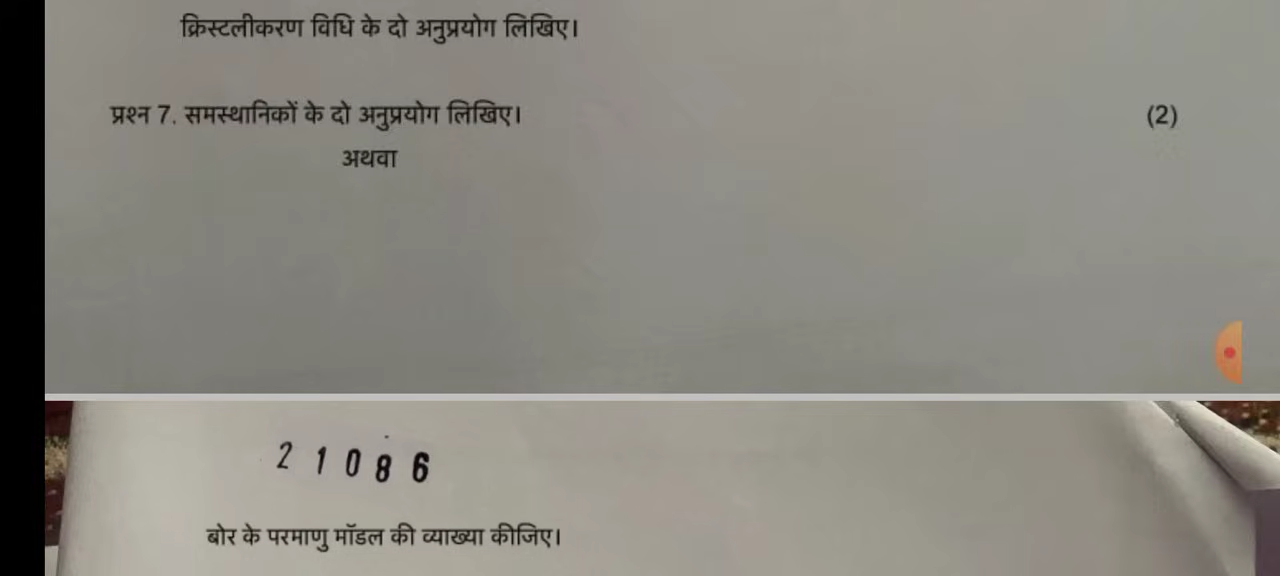 क्रिस्टलीकरण विधि के दो अनुप्रयोग लिखिए।
प्रश्न 7. समस्थानिकों के दो अनुप्रयोग लिखिए। (2)
अथवा
2 1 0 8 6
बोर के परमाणु मॉडल की व्याख्या कीजिए।